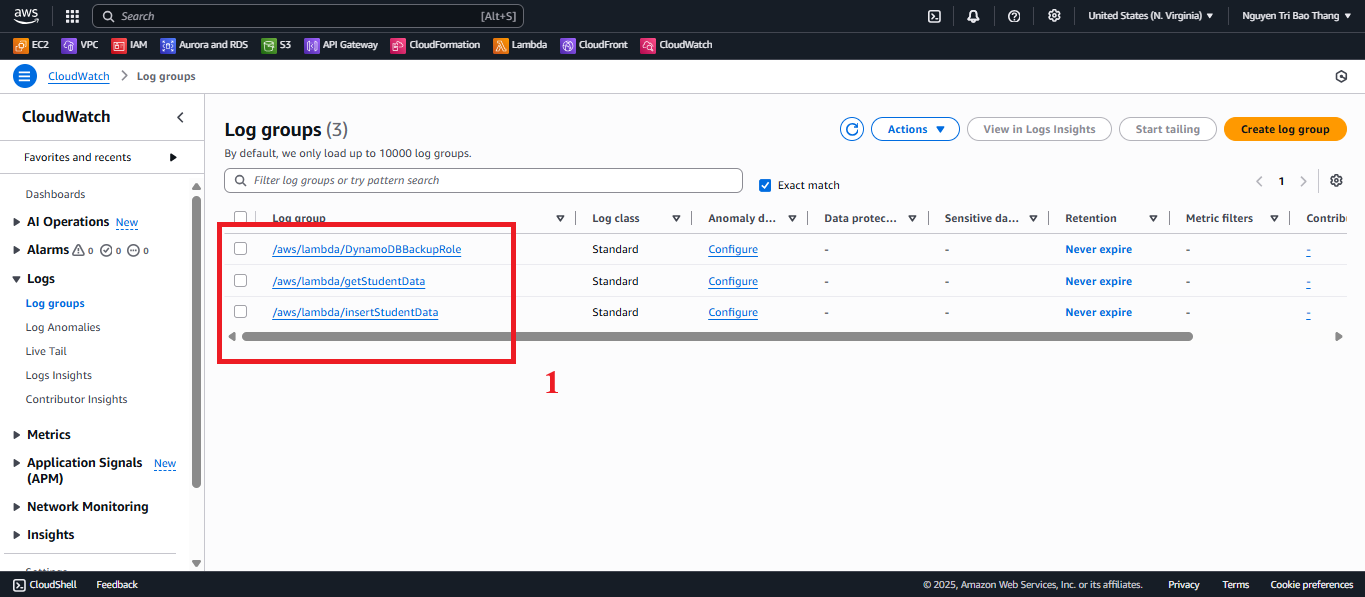 aws
Search [Alt+S] United States (N. Virginia) ▼ Nguyen Tri Bao Thang ▼
EC2 VPC IAM Aurora and RDS S3 API Gateway CloudFormation Lambda CloudFront CloudWatch
CloudWatch > Log groups
CloudWatch
Favorites and recents
Dashboards
AI Operations New
Alarms 0 0 0
Logs
Log groups
Log Anomalies
Live Tail
Logs Insights
Contributor Insights
Metrics
Application Signals New
(APM)
Network Monitoring
Insights
Settings
Log groups (3)
Actions ▼ View in Logs Insights Start tailing Create log group
By default, we only load up to 10000 log groups.
Filter log groups or try pattern search
Exact match
1
Log group Log class Anomaly d... Data protec... Sensitive da... Retention Metric filters Contrib
/aws/lambda/DynamoDBBackupRole Standard Configure - - Never expire - -
/aws/lambda/getStudentData Standard Configure - - Never expire - -
/aws/lambda/insertStudentData Standard Configure - - Never expire - -
1
CloudShell Feedback © 2025, Amazon Web Services, Inc. or its affiliates. Privacy Terms Cookie preferences